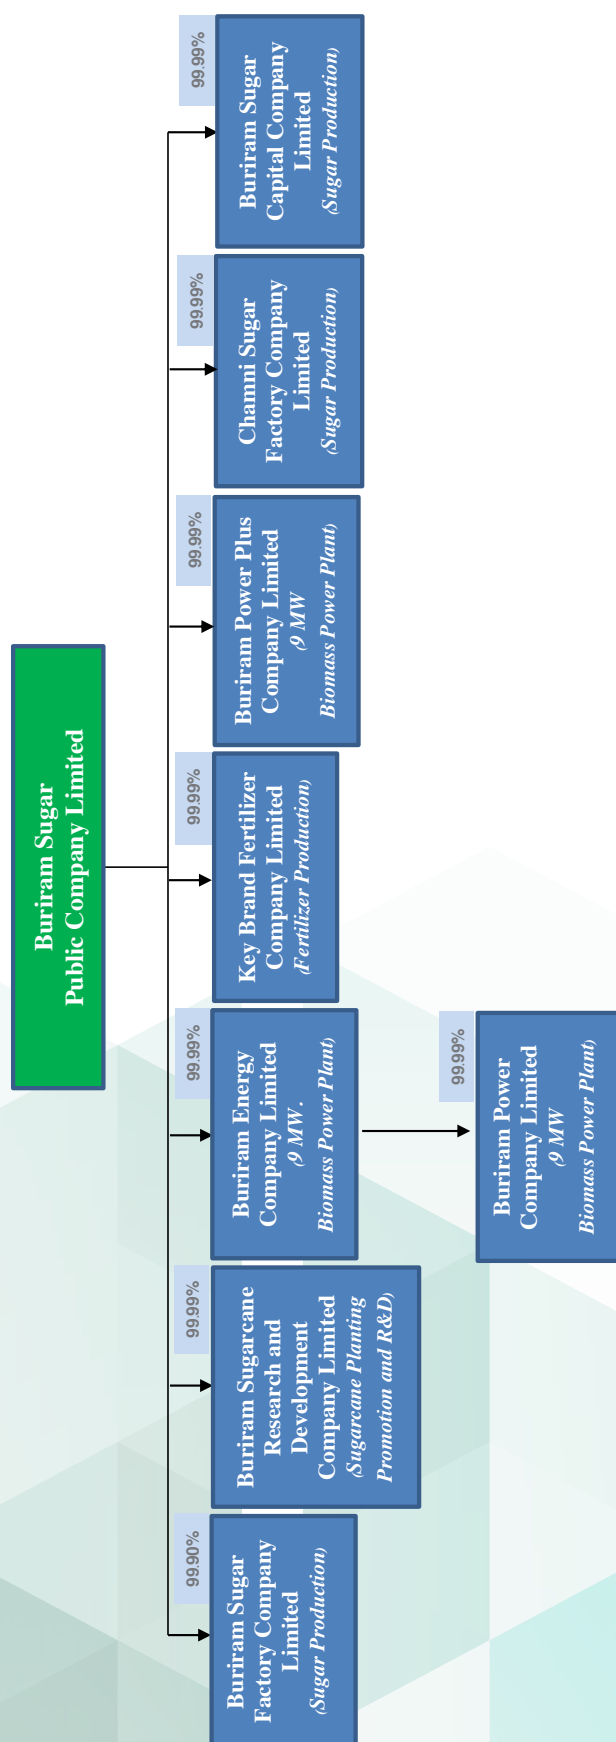 Buriram Sugar
Public Company Limited
99.90%
Buriram Sugar
Factory Company
Limited
(Sugar Production)
99.99%
Buriram Sugarcane
Research and
Development
Company Limited
(Sugarcane Planting
Promotion and R&D)
99.99%
Buriram Energy
Company Limited
(9 MW.
Biomass Power Plant)
99.99%
Key Brand Fertilizer
Company Limited
(Fertilizer Production)
99.99%
Buriram Power Plus
Company Limited
(9 MW
Biomass Power Plant)
99.99%
Chamni Sugar
Factory Company
Limited
(Sugar Production)
99.99%
Buriram Sugar
Capital Company
Limited
(Sugar Production)
99.99%
Buriram Power
Company Limited
(9 MW
Biomass Power Plant)